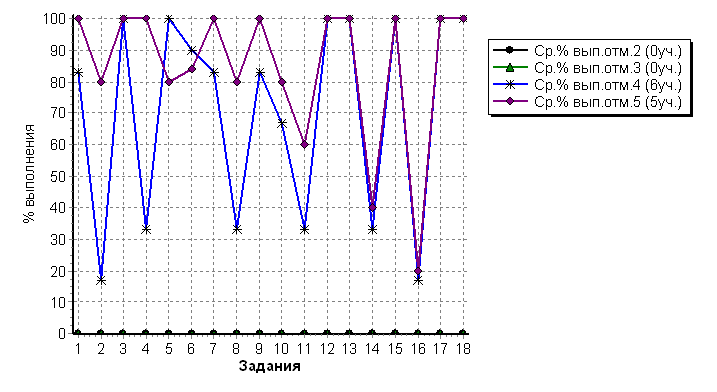 % выполнения
100
90
80
70
60
50
40
30
20
10
0
1 2 3 4 5 6 7 8 9 10 11 12 13 14 15 16 17 18
Задания
Ср.% вып.отм.2 (0уч.)
Ср.% вып.отм.3 (0уч.)
Ср.% вып.отм.4 (6уч.)
Ср.% вып.отм.5 (5уч.)